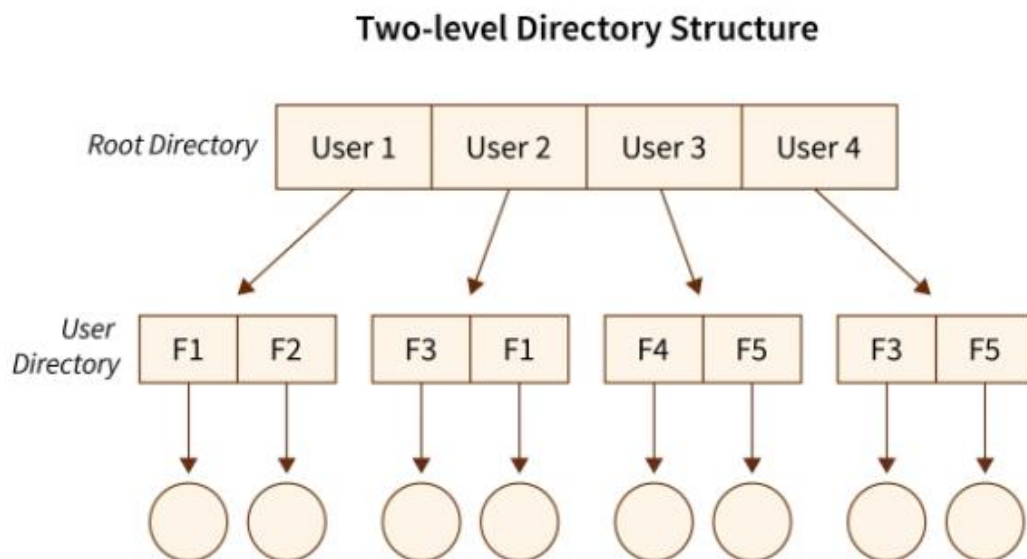 Two-level Directory Structure
Root Directory
User 1 User 2 User 3 User 4
User
Directory
F1 F2 F3 F1 F4 F5 F3 F5